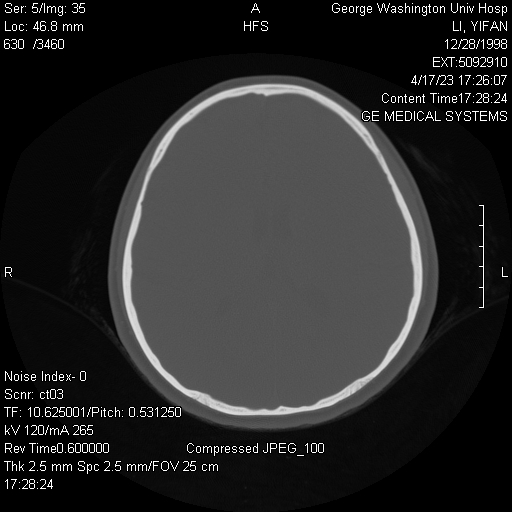 Ser: 5/Img: 35
Loc: 46.8 mm
630 /3460
A
HFS
George Washington Univ Hosp
LI, YIFAN
12/28/1998
EXT:5092910
4/17/23 17:26:07
Content Time17:28:24
GE MEDICAL SYSTEMS
R
L
Noise Index- 0
Scnr: ct03
TF: 10.625001/Pitch: 0.531250
kV 120/mA 265
Rev Time0.600000
Compressed JPEG_100
Thk 2.5 mm Spc 2.5 mm/FOV 25 cm
17:28:24